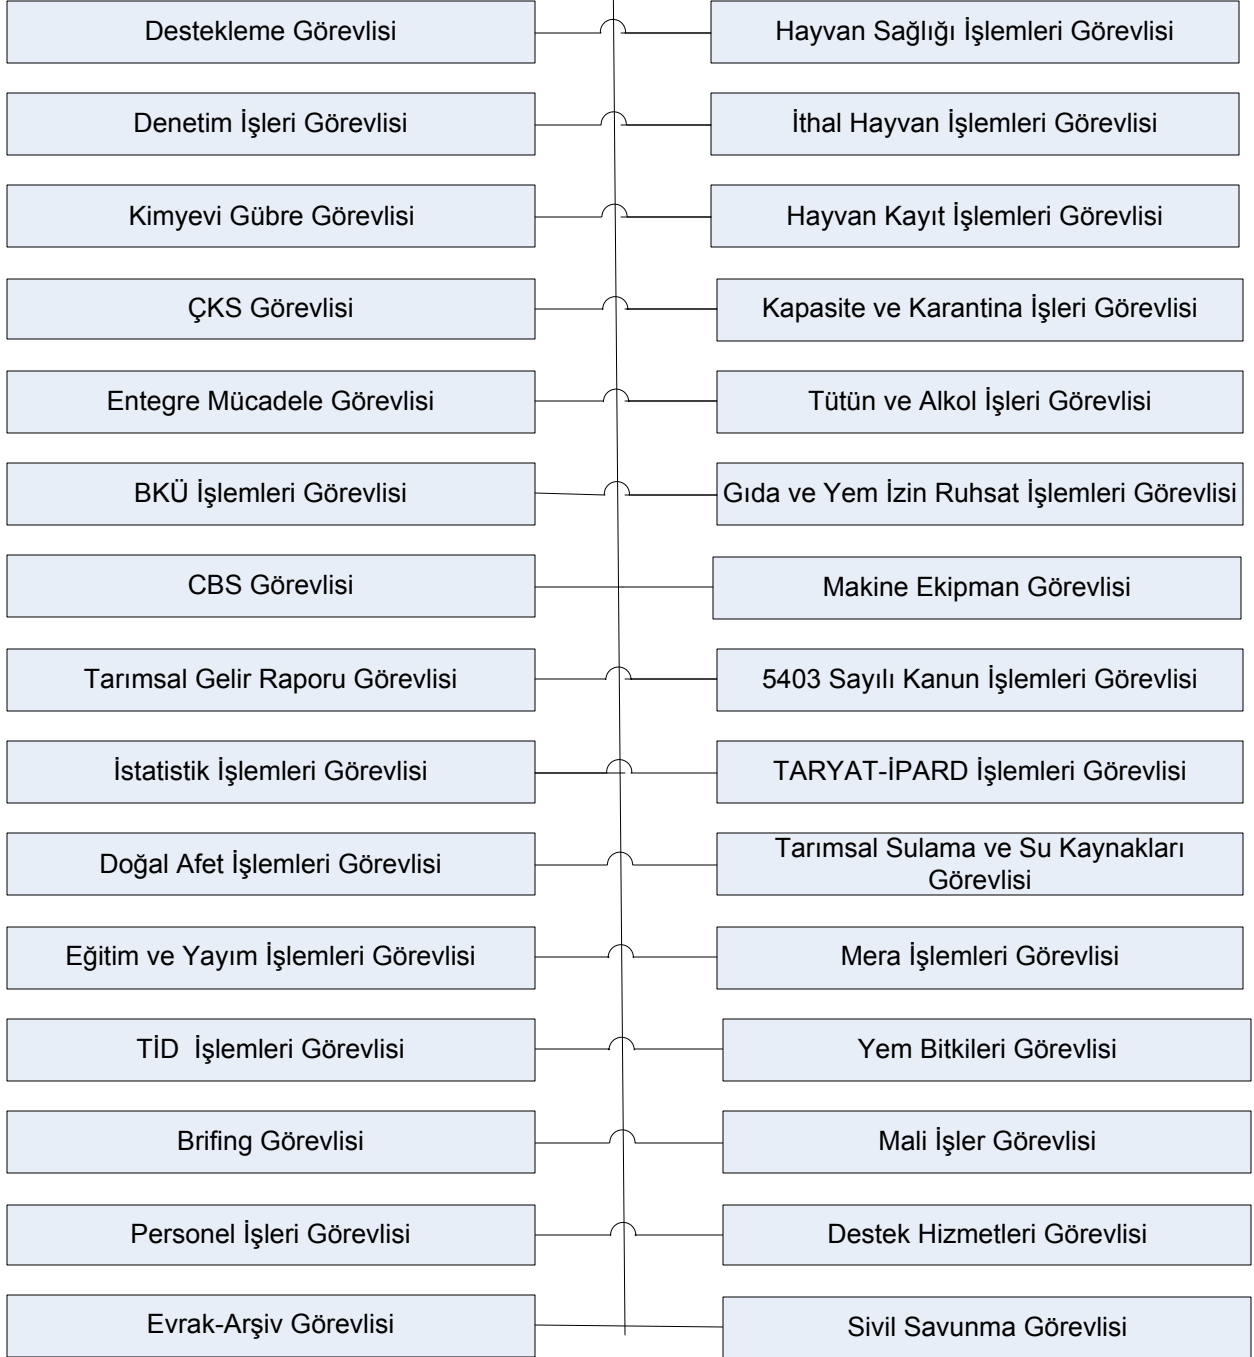 Destekleme Görevlisi
Hayvan Sağlığı İşlemleri Görevlisi
Denetim İşleri Görevlisi
İthal Hayvan İşlemleri Görevlisi
Kimyevi Gübre Görevlisi
Hayvan Kayıt İşlemleri Görevlisi
ÇKS Görevlisi
Kapasite ve Karantina İşleri Görevlisi
Entegre Mücadele Görevlisi
Tütün ve Alkol İşleri Görevlisi
BKÜ İşlemleri Görevlisi
Gıda ve Yem İzin Ruhsat İşlemleri Görevlisi
CBS Görevlisi
Makine Ekipman Görevlisi
Tarımsal Gelir Raporu Görevlisi
5403 Sayılı Kanun İşlemleri Görevlisi
İstatistik İşlemleri Görevlisi
TARYAT-İPARD İşlemleri Görevlisi
Doğal Afet İşlemleri Görevlisi
Tarımsal Sulama ve Su Kaynakları
Görevlisi
Eğitim ve Yayım İşlemleri Görevlisi
Mera İşlemleri Görevlisi
TİD  İşlemleri Görevlisi
Yem Bitkileri Görevlisi
Brifing Görevlisi
Mali İşler Görevlisi
Personel İşleri Görevlisi
Destek Hizmetleri Görevlisi
Evrak-Arşiv Görevlisi
Sivil Savunma Görevlisi